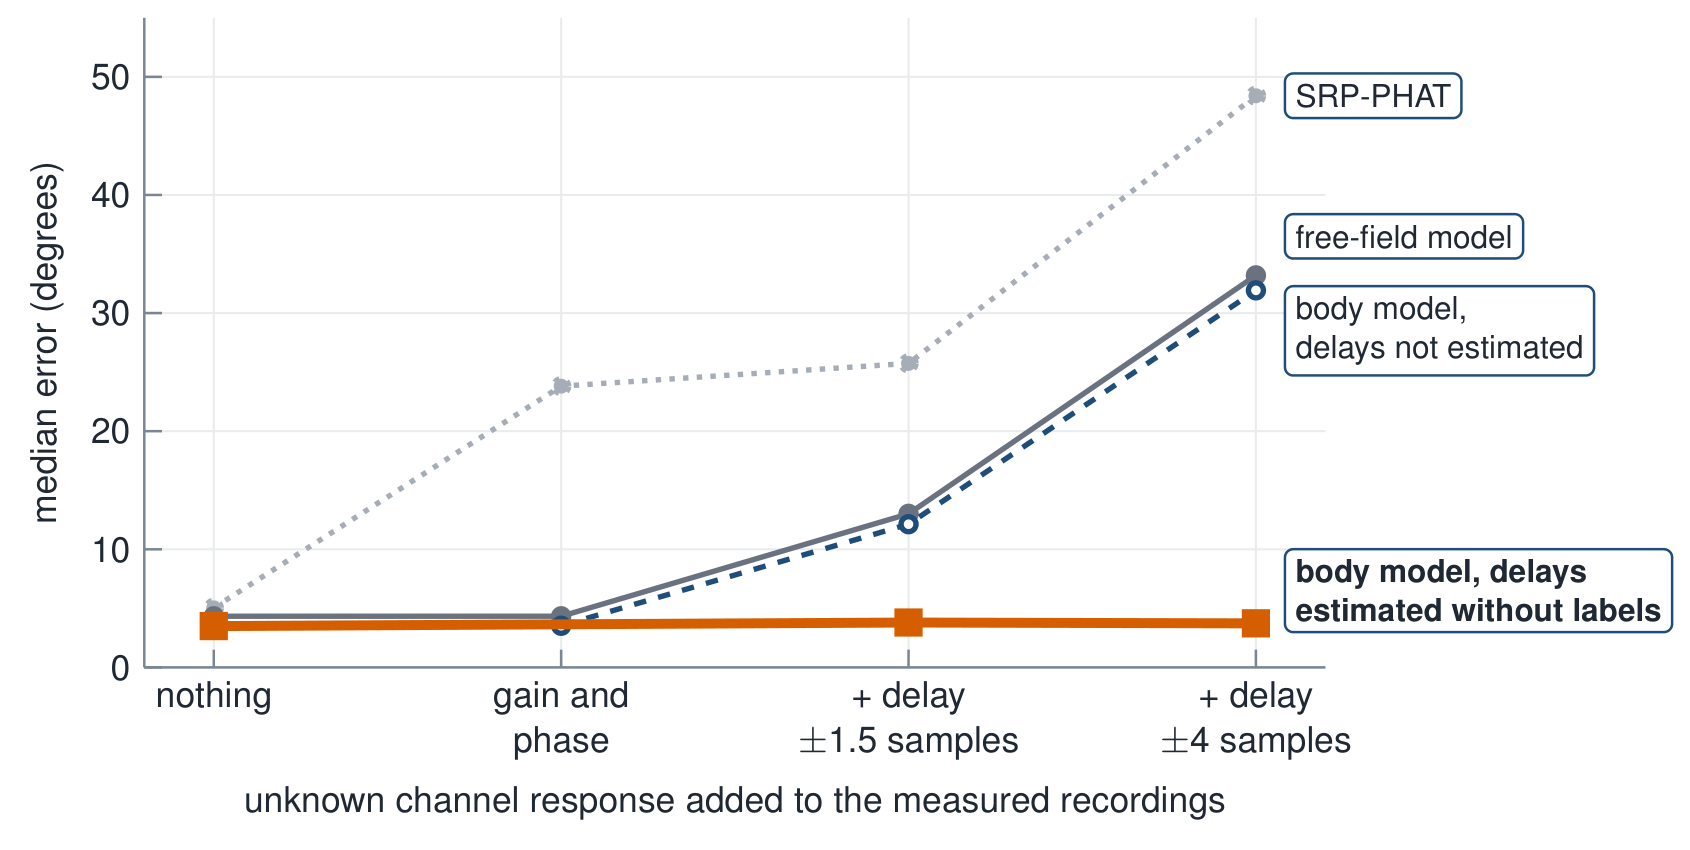 50
40
30
20
10
0
median error (degrees)
SRP-PHAT
free-field model
body model,
delays not estimated
body model, delays
estimated without labels
nothing
gain and
phase
+ delay
±1.5 samples
+ delay
±4 samples
unknown channel response added to the measured recordings